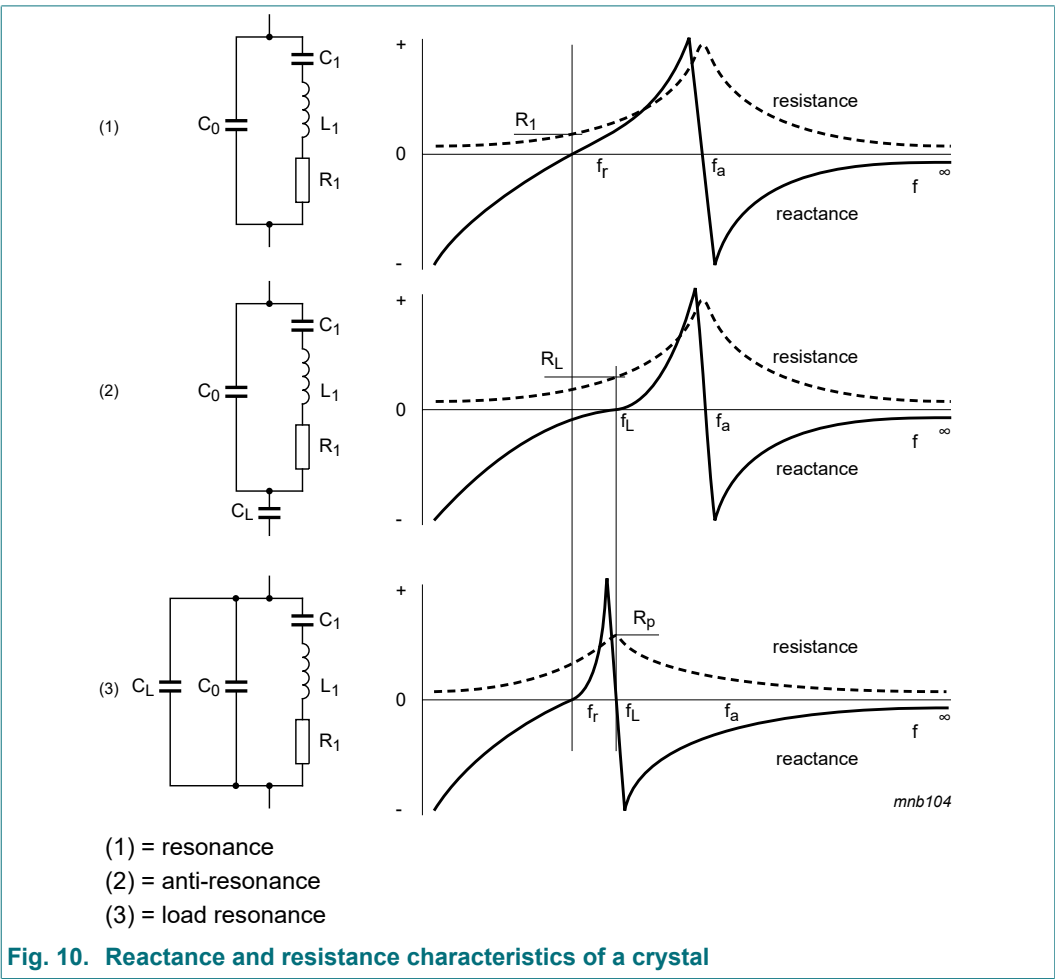 (1)
C0
C1
L1
R1
+
0
-
R1
fr
fa
resistance
reactance
f
∞
(2)
C0
C1
L1
R1
CL
+
0
-
RL
fL
fa
resistance
reactance
f
∞
(3)
CL
C0
C1
L1
R1
+
0
-
Rp
fr
fL
fa
resistance
reactance
f
∞
mnb104
(1) = resonance
(2) = anti-resonance
(3) = load resonance
Fig. 10. Reactance and resistance characteristics of a crystal